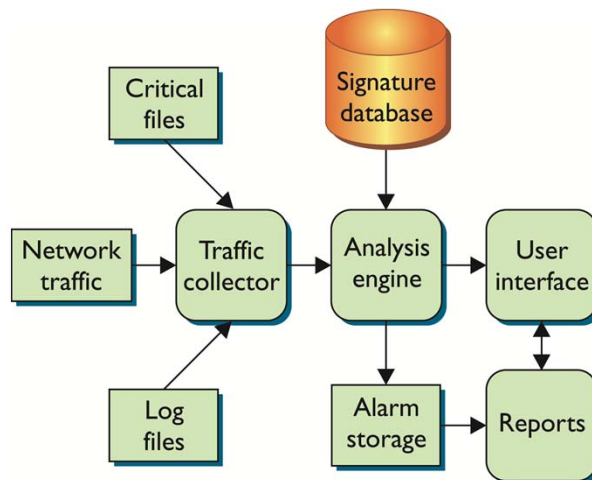 Critical
files
Signature
database
Network
traffic
Traffic
collector
Analysis
engine
User
interface
Log
files
Alarm
storage
Reports